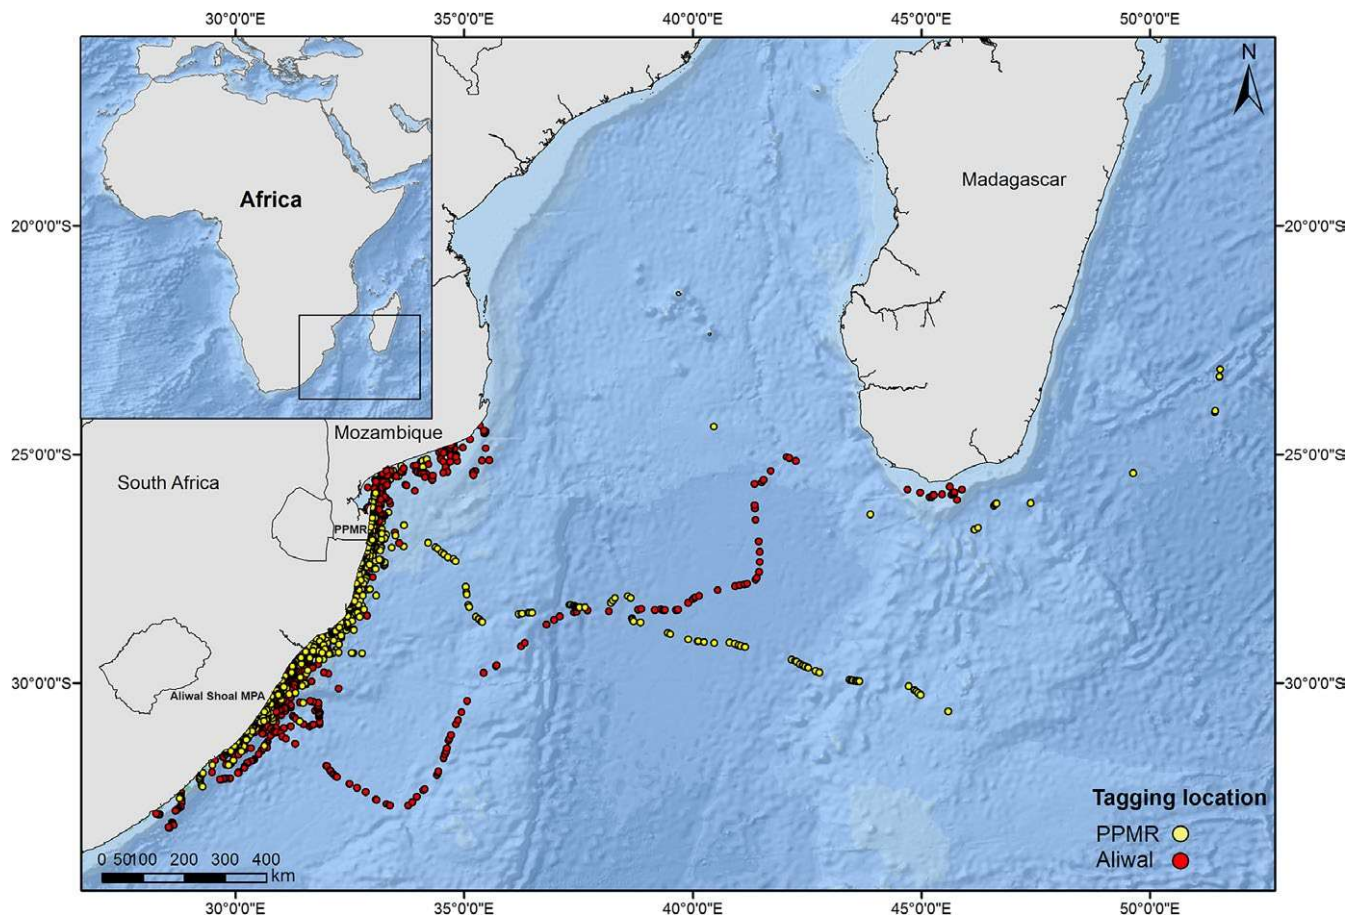 30°0'0"E 35°0'0"E 40°0'0"E 45°0'0"E 50°0'0"E
N
Africa
Madagascar
20°0'0"S 20°0'0"S
Mozambique
25°0'0"S 25°0'0"S
South Africa
PPMR
30°0'0"S 30°0'0"S
Aliwal Shoal MPA
Tagging location
PPMR
Aliwal
0 50100 200 300 400
km
30°0'0"E 35°0'0"E 40°0'0"E 45°0'0"E 50°0'0"E